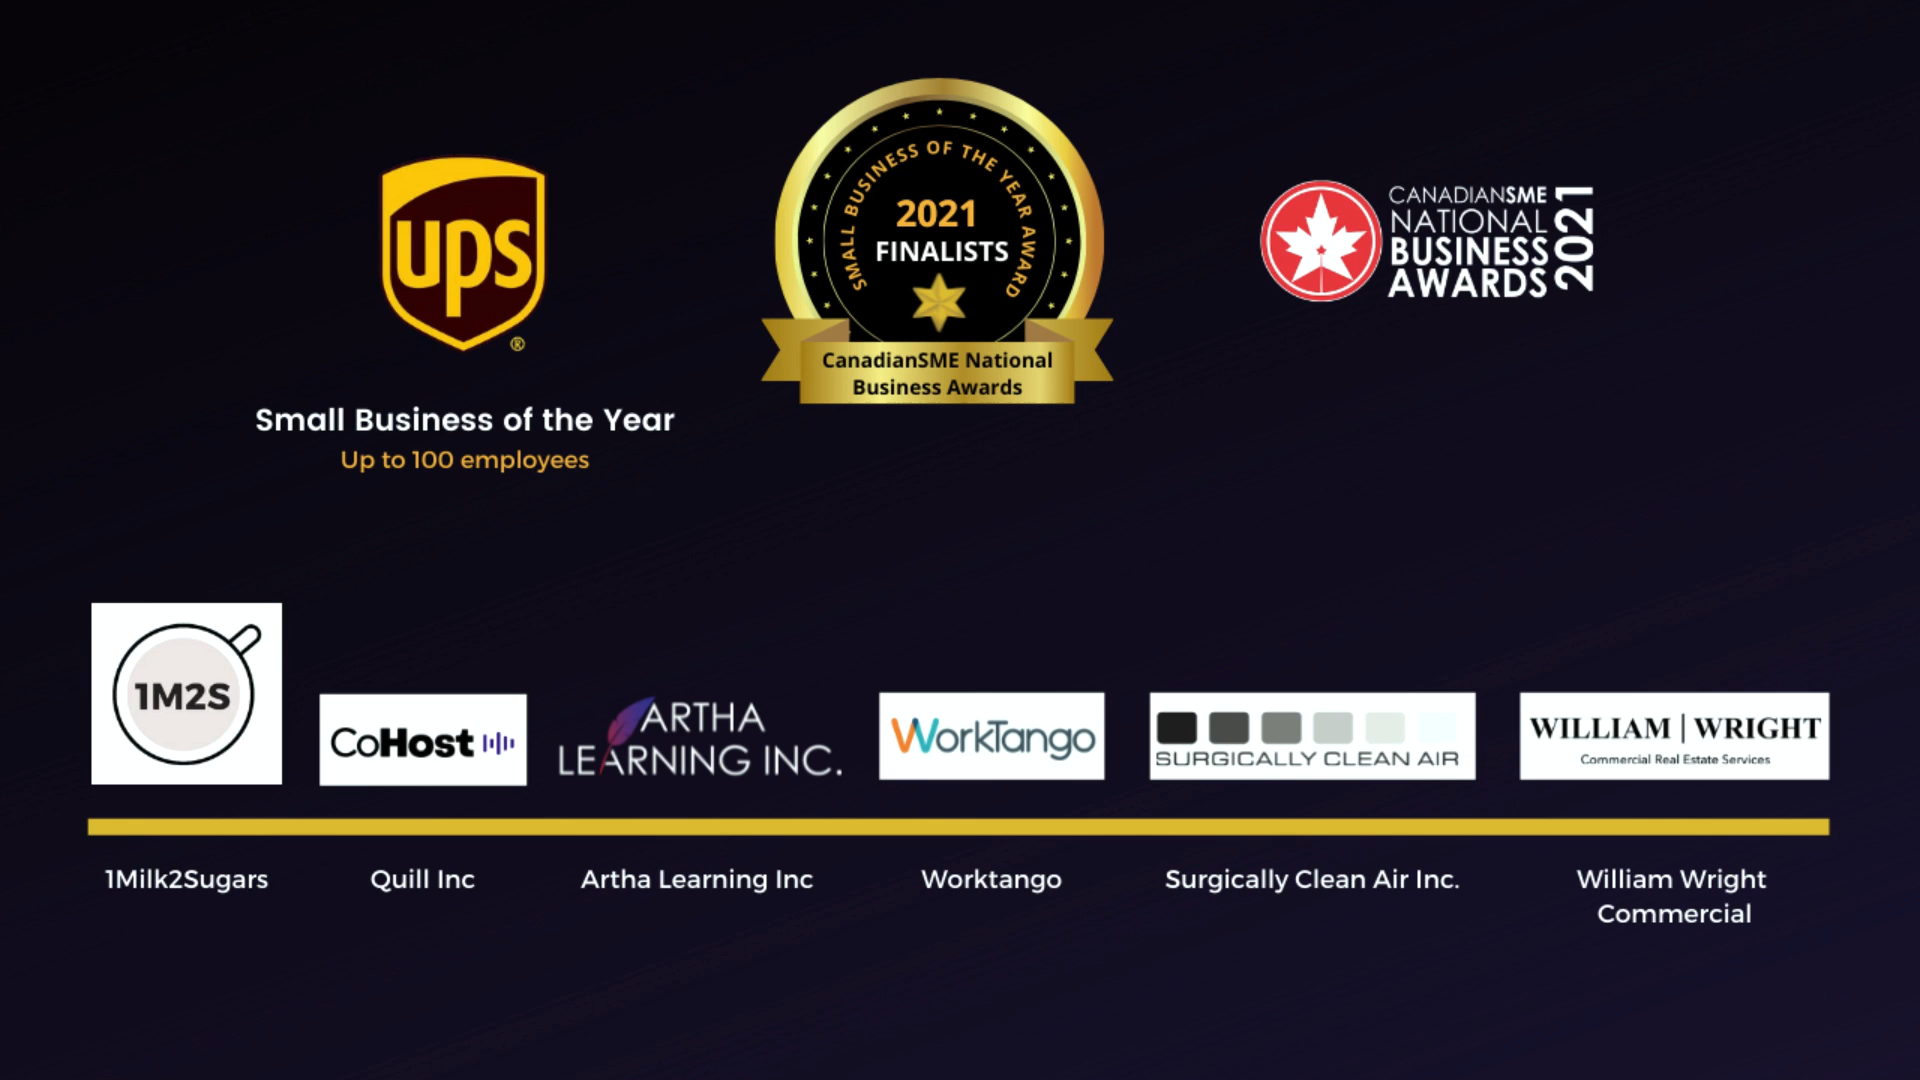 ups
®
Small Business of the Year
Up to 100 employees
SMALL BUSINESS OF THE YEAR AWARD
2021
FINALISTS
CanadianSME National
Business Awards
CANADIANSME
NATIONAL
BUSINESS
AWARDS
2021
1M2S
CoHost
ARTHA
LEARNING INC.
WorkTango
SURGICALLY CLEAN AIR
WILLIAM | WRIGHT
Commercial Real Estate Services
1Milk2Sugars
Quill Inc
Artha Learning Inc
Worktango
Surgically Clean Air Inc.
William Wright
Commercial